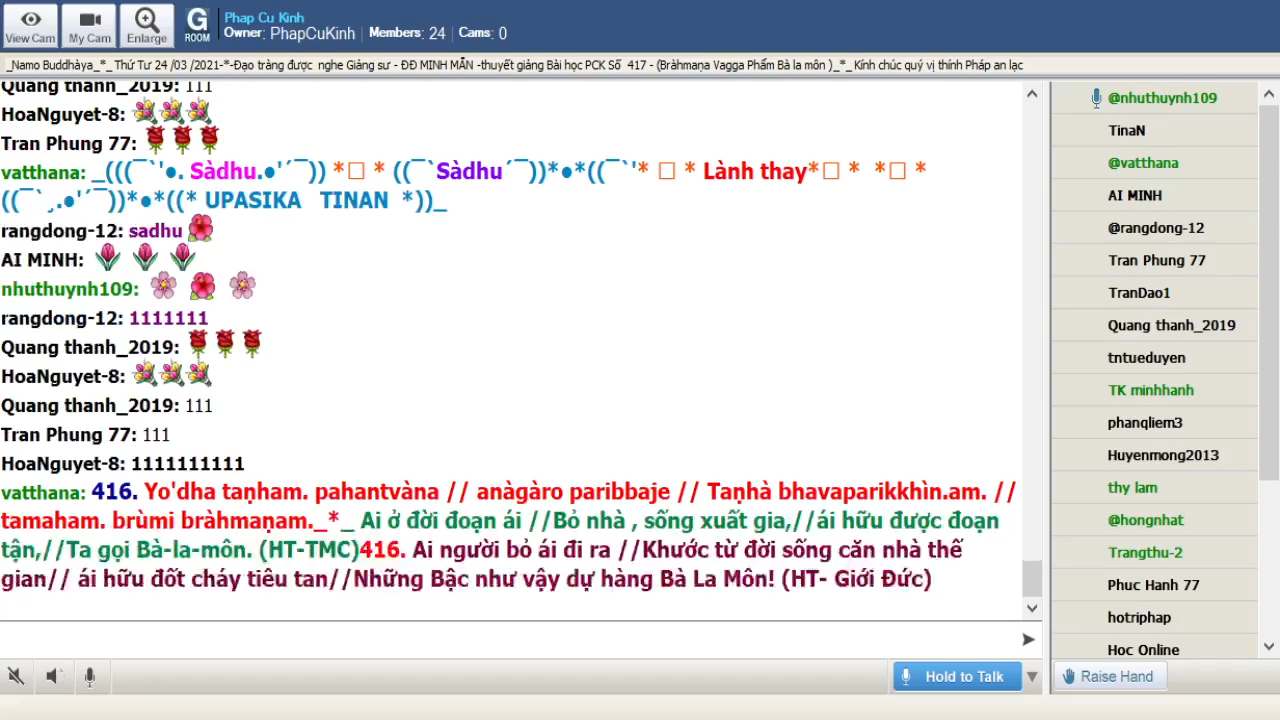 View Cam
My Cam
Enlarge
G
ROOM
Phap Cu Kinh
Owner: PhapCuKinh Members: 24 Cams: 0
_Namo Buddhàya_*_ Thứ Tư 24 /03 /2021-*-Đạo tràng được nghe Giảng sư - ĐĐ MINH MẪN -thuyết giảng Bài học PCK Số 417 - (Bràhmaṇa Vagga Phẩm Bà la môn )_*_ Kính chúc quý vị thính Pháp an lạc
Quang thanh_2019: 111
HoaNguyet-8:
Tran Phung 77:
vatthana: _(((¯`'•. Sàdhu.•'´¯)) *□ * ((¯`Sàdhu´¯))*•*((¯`'* □ * Lành thay*□ * *□ *
((¯`¸.•'´¯))*•*((* UPASIKA TINAN *))_
rangdong-12: sadhu
AI MINH:
nhuthuynh109:
rangdong-12: 1111111
Quang thanh_2019:
HoaNguyet-8:
Quang thanh_2019: 111
Tran Phung 77: 111
HoaNguyet-8: 1111111111
vatthana: 416. Yo'dha taṇham. pahantvàna // anàgàro paribbaje // Taṇhà bhavaparikkhìn.am. //
tamaham. brùmi bràhmaṇam._*_ Ai ở đời đoạn ái //Bỏ nhà , sống xuất gia,//ái hữu được đoạn
tận,//Ta gọi Bà-la-môn. (HT-TMC)416. Ai người bỏ ái đi ra //Khước từ đời sống căn nhà thế
gian// ái hữu đốt cháy tiêu tan//Những Bậc như vậy dự hàng Bà La Môn! (HT- Giới Đức)
@nhuthuynh109
TinaN
@vatthana
AI MINH
@rangdong-12
Tran Phung 77
TranDao1
Quang thanh_2019
tntueduyen
TK minhhanh
phanqliem3
Huyenmong2013
thy lam
@hongnhat
Trangthu-2
Phuc Hanh 77
hotriphap
Hoc Online
Hold to Talk
Raise Hand